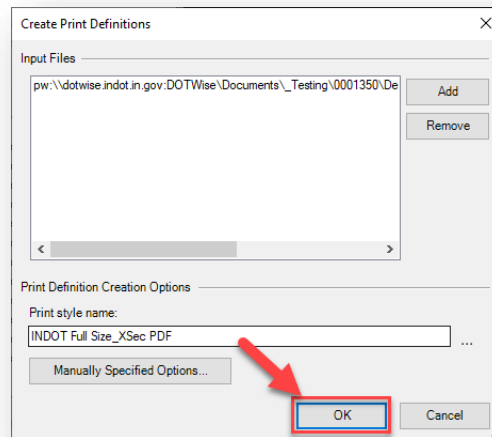 Create Print Definitions
Input Files
pw:\\dotwise.indot.in.gov:DOTWise\Documents\_Testing\0001350\De
Add
Remove
Print Definition Creation Options
Print style name:
INDOT Full Size_XSec PDF
...
Manually Specified Options...
OK
Cancel